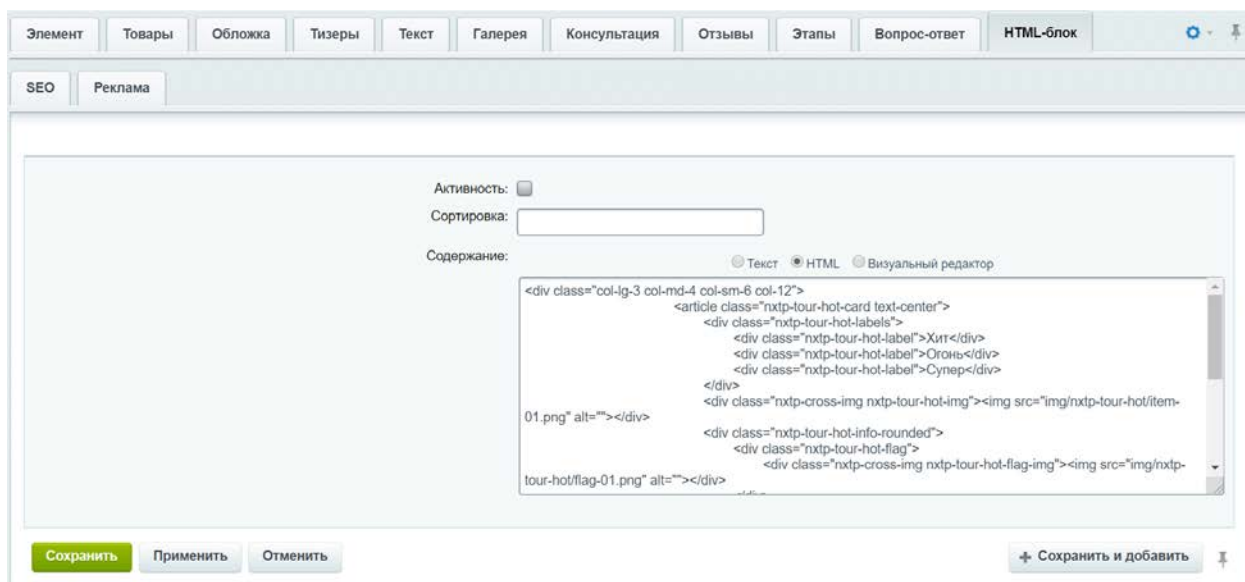 Элемент Товары Обложка Тизеры Текст Галерея Консультация Отзывы Этапы Вопрос-ответ HTML-блок
SEO Реклама
Активность:
Сортировка:
Содержание: Текст HTML Визуальный редактор
<div class="col-lg-3 col-md-4 col-sm-6 col-12">
<article class="nxtp-tour-hot-card text-center">
<div class="nxtp-tour-hot-labels">
<div class="nxtp-tour-hot-label">Хит</div>
<div class="nxtp-tour-hot-label">Огонь</div>
<div class="nxtp-tour-hot-label">Супер</div>
</div>
<div class="nxtp-cross-img nxtp-tour-hot-img"><img src="img/nxtp-tour-hot/item-
01.png" alt=""></div>
<div class="nxtp-tour-hot-info-rounded">
<div class="nxtp-tour-hot-flag">
<div class="nxtp-cross-img nxtp-tour-hot-flag-img"><img src="img/nxtp-
tour-hot/flag-01.png" alt=""></div>
Сохранить Применить Отменить + Сохранить и добавить